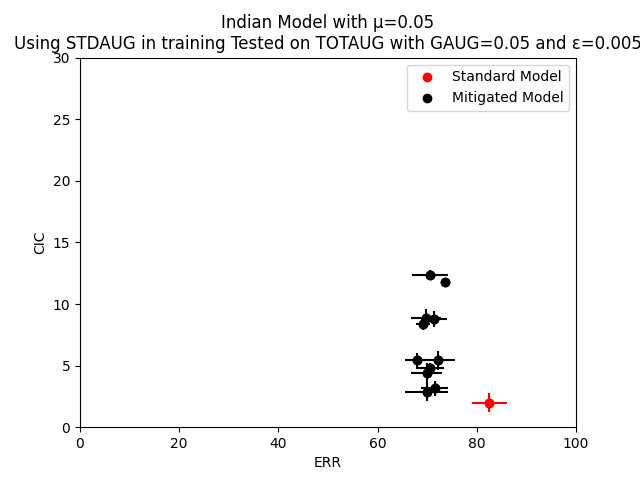 Indian Model with μ=0.05
Using STDAUG in training Tested on TOTAUG with GAUG=0.05 and ε=0.005
Standard Model
Mitigated Model
30
25
20
15
10
5
0
CIC
0 20 40 60 80 100
ERR